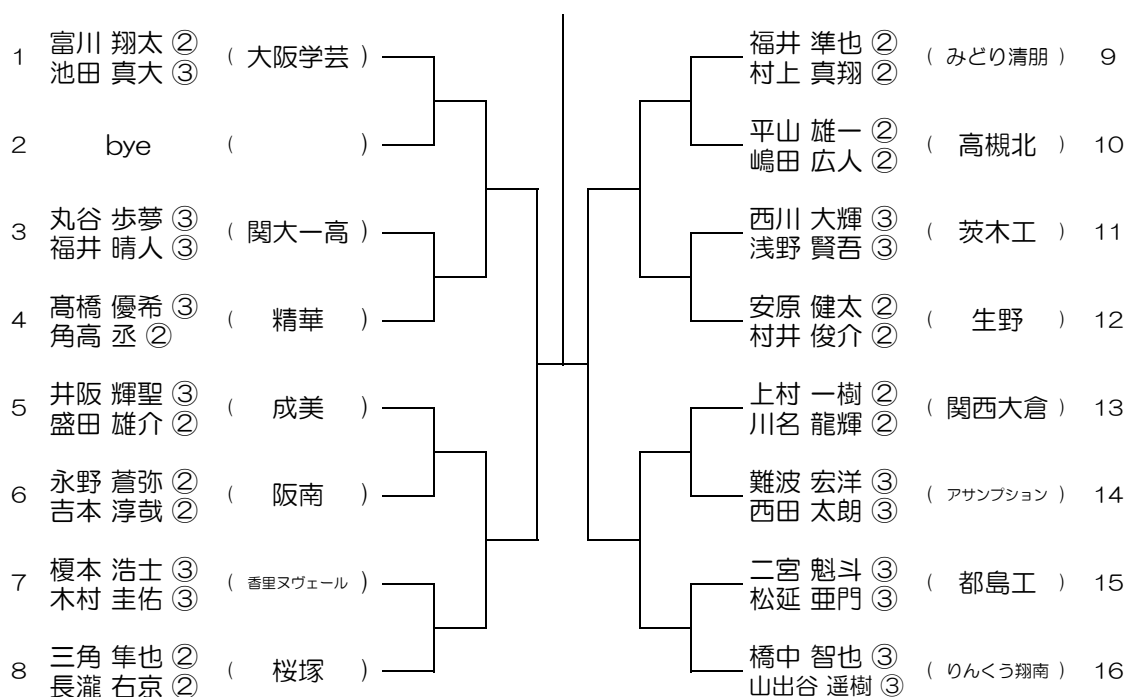 1 富川 翔太 ② ( 大阪学芸 )
池田 真大 ③
2 bye ( )
3 丸谷 歩夢 ③ ( 関大一高 )
福井 晴人 ③
4 髙橋 優希 ③ ( 精華 )
角高 丞 ②
5 井阪 輝聖 ③ ( 成美 )
盛田 雄介 ②
6 永野 蒼弥 ② ( 阪南 )
吉本 淳哉 ②
7 榎本 浩士 ③ ( 香里ヌヴェール )
木村 圭佑 ③
8 三角 隼也 ② ( 桜塚 )
長瀧 右京 ②
福井 準也 ② ( みどり清朋 ) 9
村上 真翔 ②
平山 雄一 ② ( 高槻北 ) 10
嶋田 広人 ②
西川 大輝 ③ ( 茨木工 ) 11
浅野 賢吾 ③
安原 健太 ② ( 生野 ) 12
村井 俊介 ②
上村 一樹 ② ( 関西大倉 ) 13
川名 龍輝 ②
難波 宏洋 ③ ( アサンプション ) 14
西田 太朗 ③
二宮 魁斗 ③ ( 都島工 ) 15
松延 亜門 ③
橋中 智也 ③ ( りんくう翔南 ) 16
山出谷 遥樹 ③